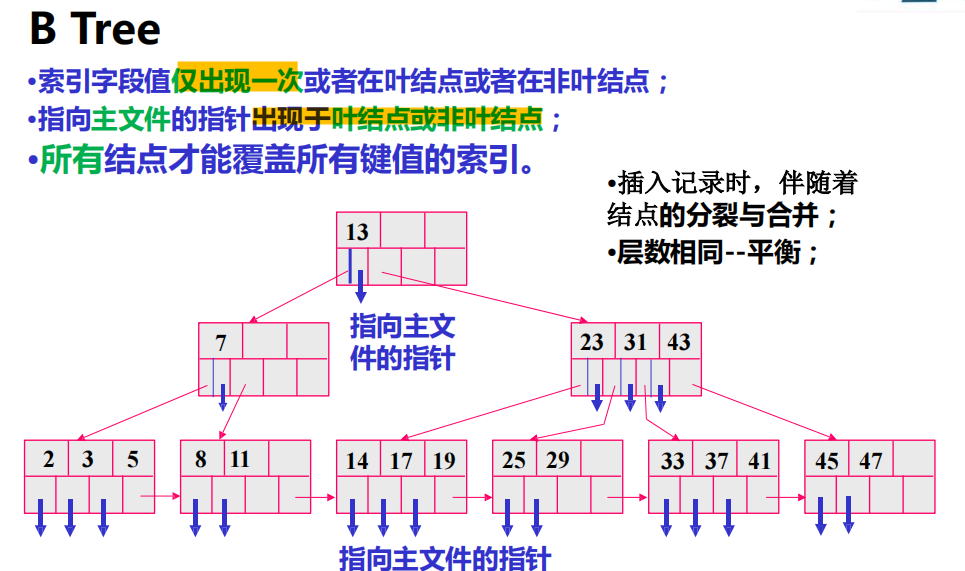 B Tree
•索引字段值仅出现一次或者在叶结点或者在非叶结点；
•指向主文件的指针出现于叶结点或非叶结点；
•所有结点才能覆盖所有键值的索引。
•插入记录时，伴随着
结点的分裂与合并；
•层数相同--平衡；
13
指向主文
件的指针
7
23 31 43
2 3 5
8 11
14 17 19
25 29
33 37 41
45 47
指向主文件的指针